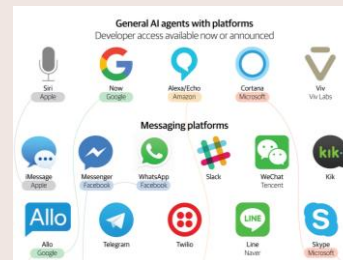 General AI agents with platforms
Developer access available now or announced
Siri Now Alexa/Echo Cortana Viv
Apple Google Amazon Microsoft Viv Labs
Messaging platforms
kik·
iMessage Messenger WhatsApp Slack WeChat Kik
Apple Facebook Facebook Tencent
Allo LINE
Allo Telegram Twilio Line Skype
Google Naver Microsoft